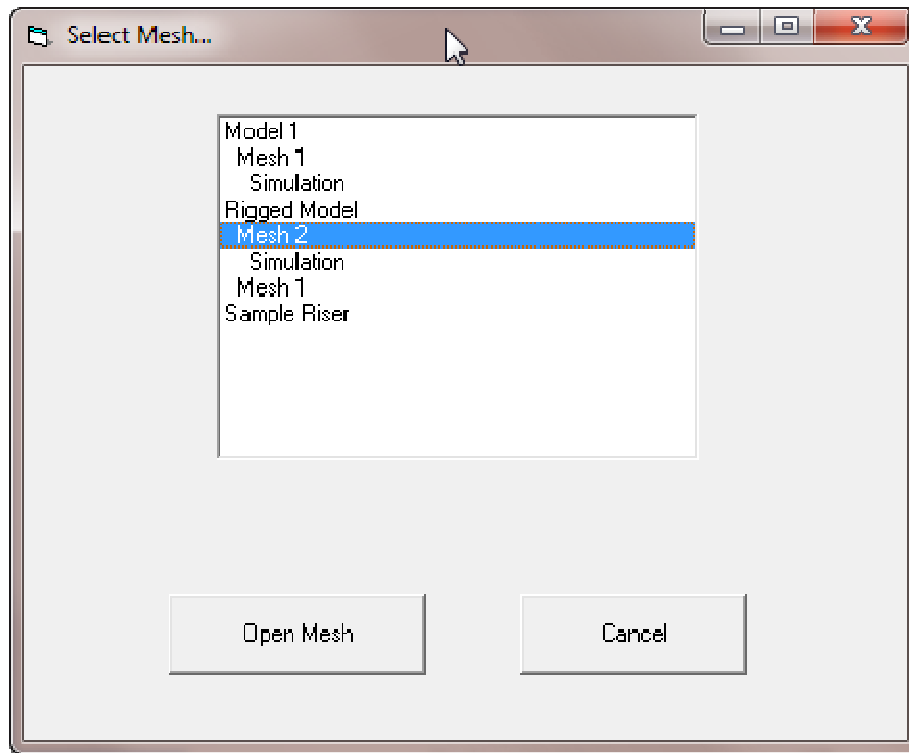 Select Mesh...
Model 1
Mesh 1
Simulation
Rigged Model
Mesh 2
Simulation
Mesh 1
Sample Riser
Open Mesh
Cancel